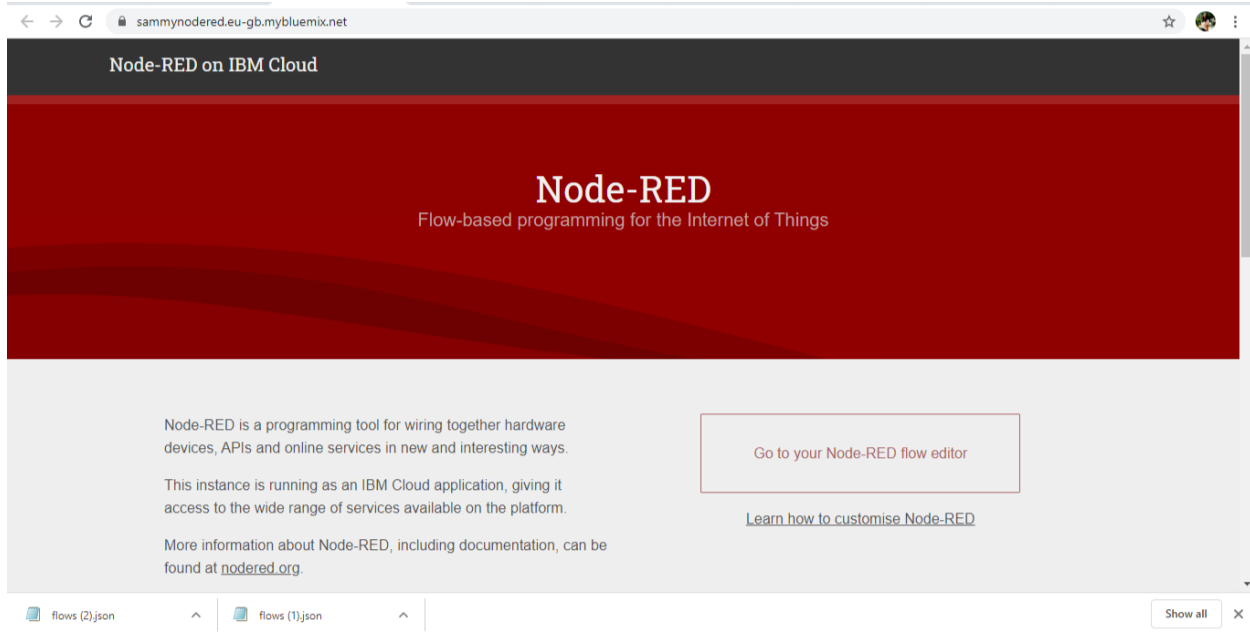 sammynodered.eu-gb.mybluemix.net
Node-RED on IBM Cloud
Node-RED
Flow-based programming for the Internet of Things
Node-RED is a programming tool for wiring together hardware
devices, APIs and online services in new and interesting ways.
This instance is running as an IBM Cloud application, giving it
access to the wide range of services available on the platform.
More information about Node-RED, including documentation, can be
found at nodered.org.
Go to your Node-RED flow editor
Learn how to customise Node-RED
flows (2).json
flows (1).json
Show all